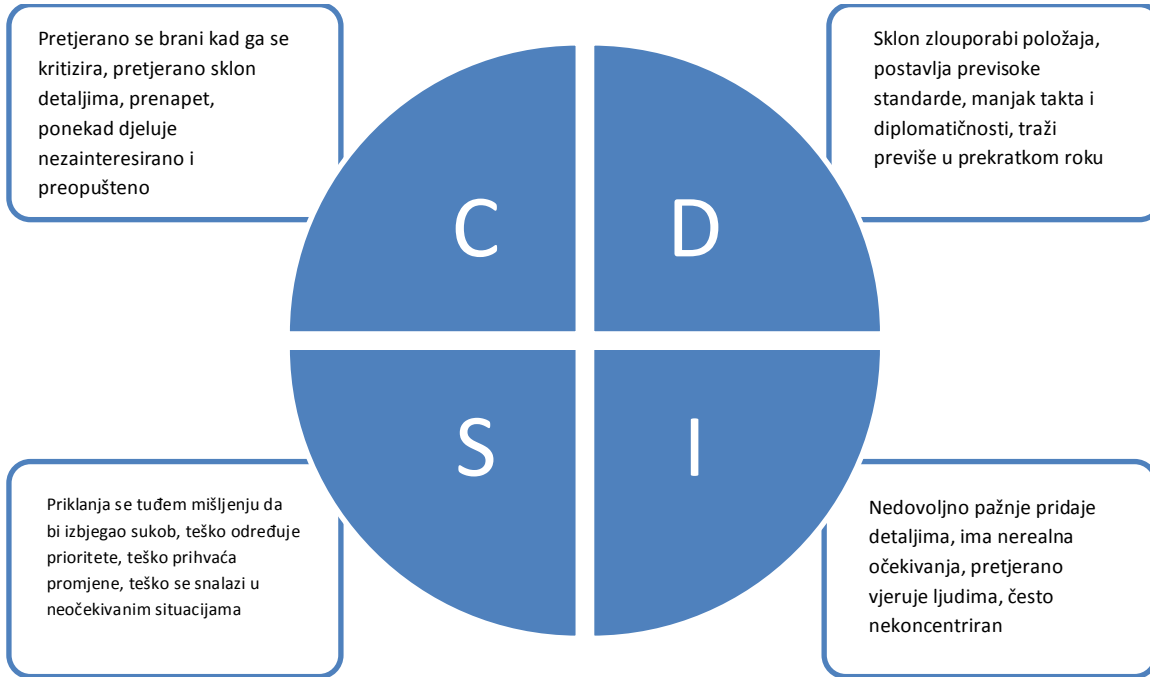 Pretjerano se brani kad ga se
kritizira, pretjerano sklon
detaljima, prenapet,
ponekad djeluje
nezainteresirano i
preopušteno
Sklon zlouporabi položaja,
postavlja previsoke
standarde, manjak takta i
diplomatičnosti, traži
previše u prekratkom roku
C
D
S
I
Priklanja se tuđem mišljenju da
bi izbjegao sukob, teško određuje
prioritete, teško prihvaća
promjene, teško se snalazi u
neočekivanim situacijama
Nedovoljno pažnje pridaje
detaljima, ima nerealna
očekivanja, pretjerano
vjeruje ljudima, često
nekoncentriran